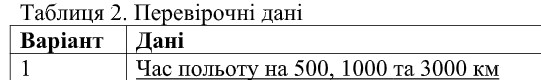 Таблиця 2. Перевірочні дані
Варіант Дані
1 Час польоту на 500, 1000 та 3000 км